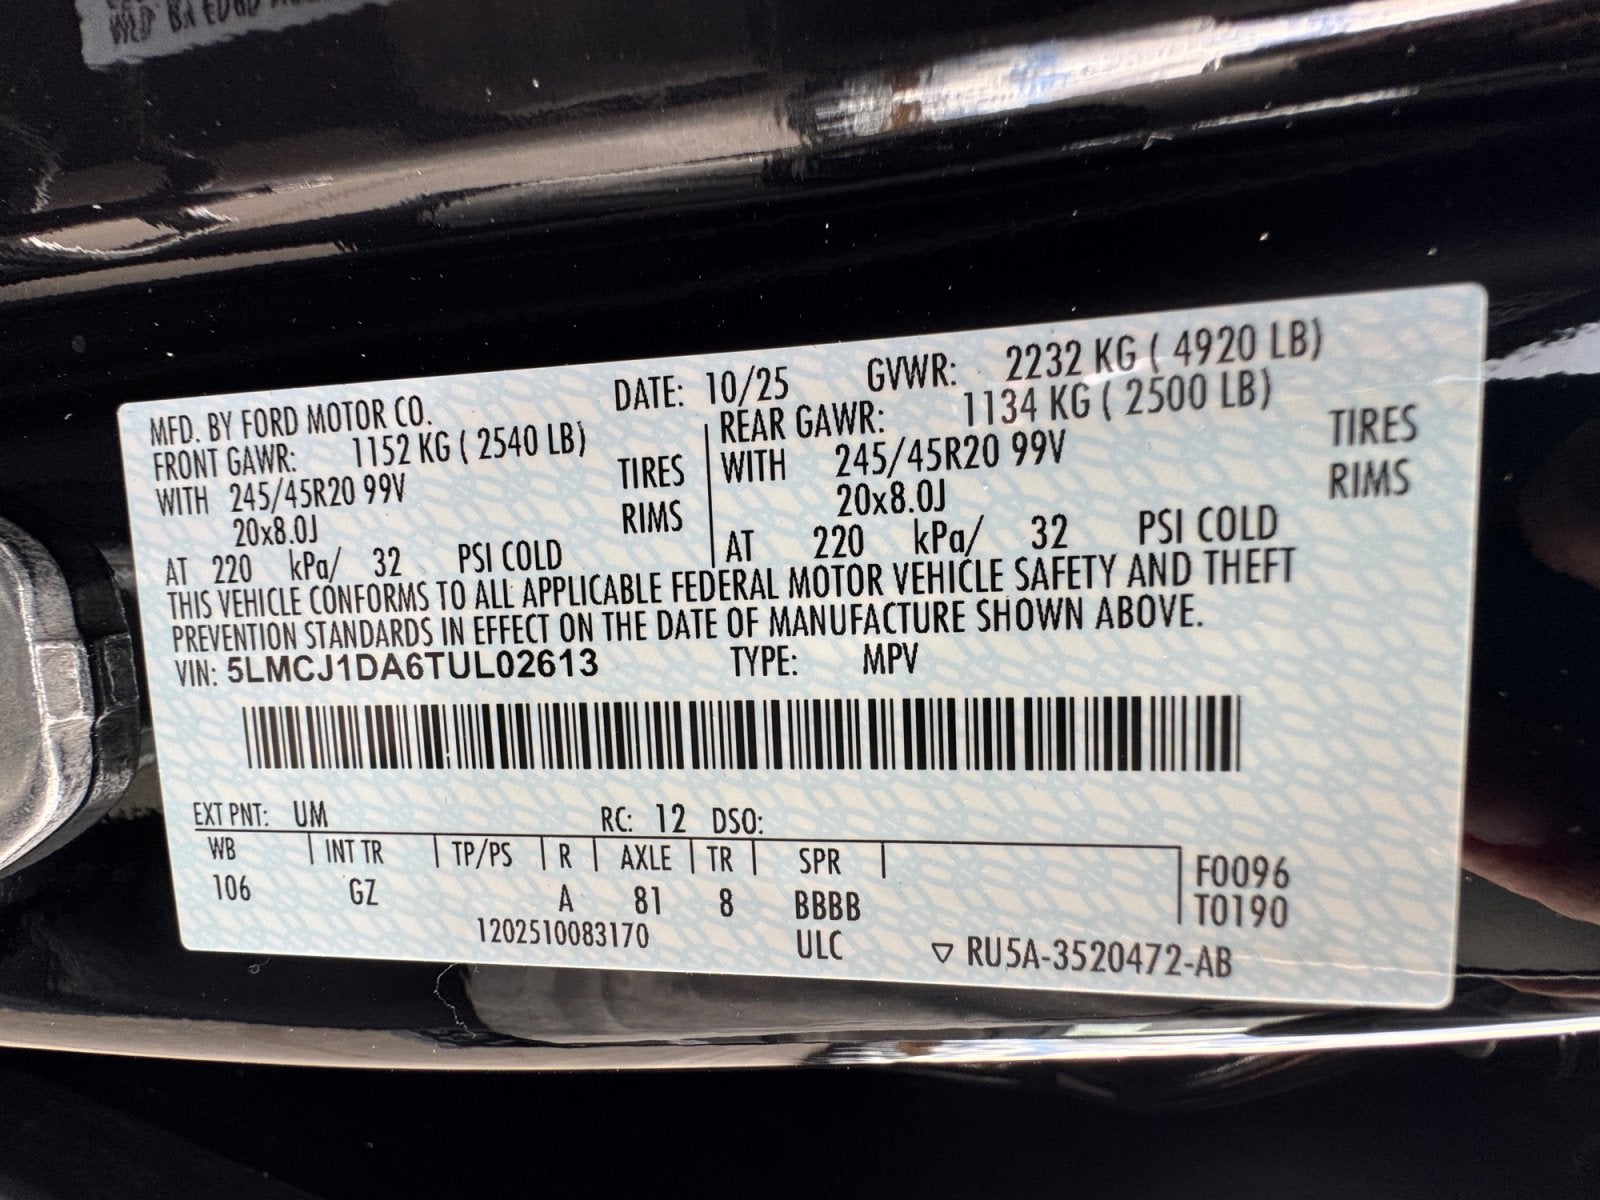 MFD. BY FORD MOTOR CO. DATE: 10/25 GVWR: 2232 KG ( 4920 LB)
FRONT GAWR: 1152 KG ( 2540 LB) REAR GAWR: 1134 KG ( 2500 LB)
WITH 245/45R20 99V TIRES WITH 245/45R20 99V TIRES
20x8.0J RIMS 20x8.0J RIMS
AT 220 kPa/ 32 PSI COLD AT 220 kPa/ 32 PSI COLD
THIS VEHICLE CONFORMS TO ALL APPLICABLE FEDERAL MOTOR VEHICLE SAFETY AND THEFT
PREVENTION STANDARDS IN EFFECT ON THE DATE OF MANUFACTURE SHOWN ABOVE.
VIN: 5LMCJ1DA6TUL02613 TYPE: MPV
EXT PNT: UM RC: 12 DSO:
WB INT TR TP/PS R AXLE TR SPR F0096
106 GZ A 81 8 BBBB T0190
1202510083170 ULC ▽ RU5A-3520472-AB